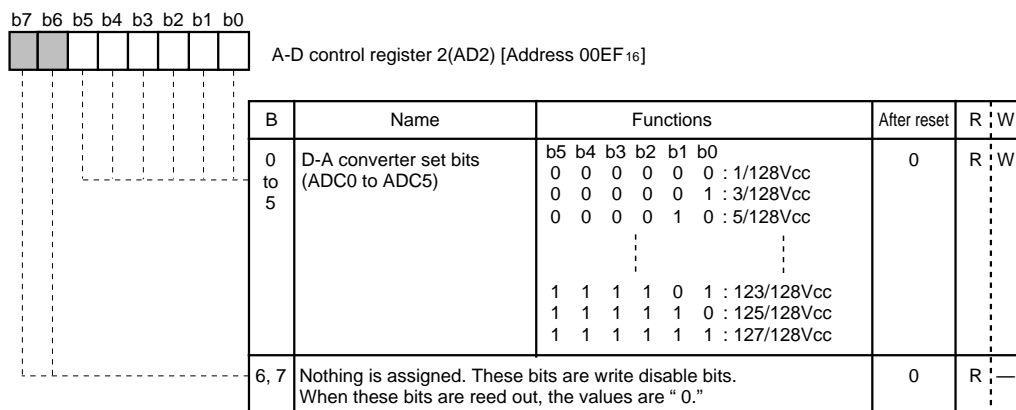 b7 b6 b5 b4 b3 b2 b1 b0
A-D control register 2(AD2) [Address 00EF16]
B Name Functions After reset R W
0 to 5
D-A converter set bits
(ADC0 to ADC5)
b5 b4 b3 b2 b1 b0
0 0 0 0 0 0 : 1/128Vcc
0 0 0 0 0 1 : 3/128Vcc
0 0 0 0 1 0 : 5/128Vcc
1 1 1 1 0 1 : 123/128Vcc
1 1 1 1 1 0 : 125/128Vcc
1 1 1 1 1 1 : 127/128Vcc
0 R W
6, 7 Nothing is assigned. These bits are write disable bits.
When these bits are reed out, the values are “ 0.”
0 R —